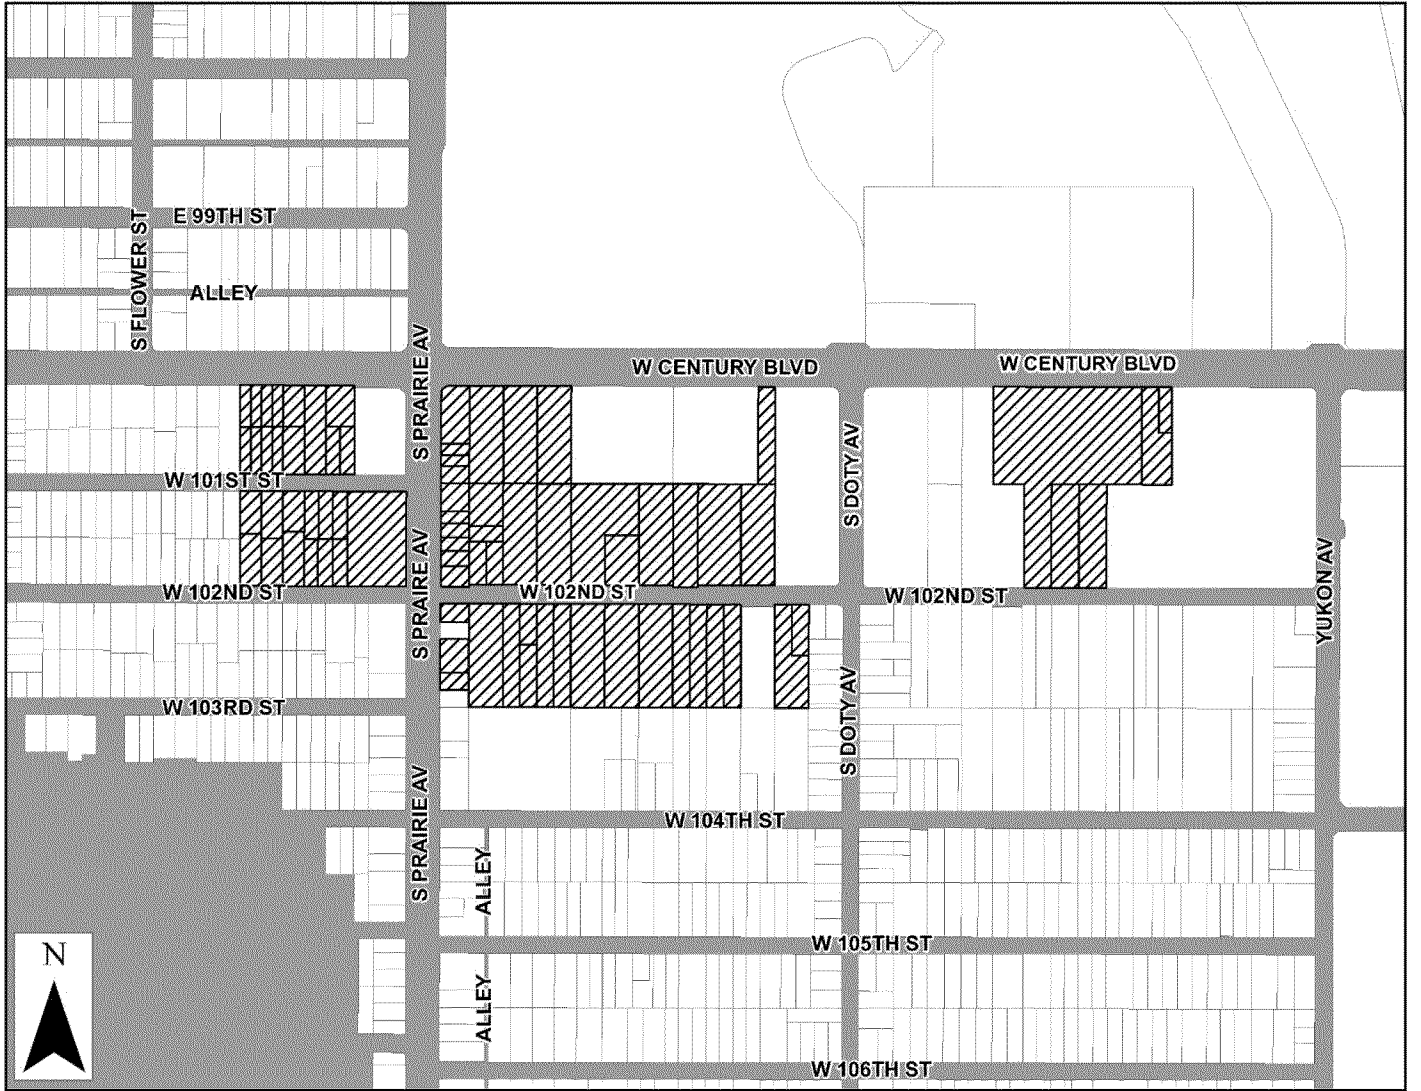 E 99TH ST
S FLOWER ST
ALLEY
S PRAIRIE AV
W CENTURY BLVD
W CENTURY BLVD
W 101ST ST
S DOTY AV
S PRAIRE AV
W 102ND ST
W 102ND ST
W 102ND ST
YUKON AV
W 103RD ST
S DOTY AV
S PRAIRIE AV
W 104TH ST
ALLEY
W 105TH ST
N
ALLEY
W 106TH ST